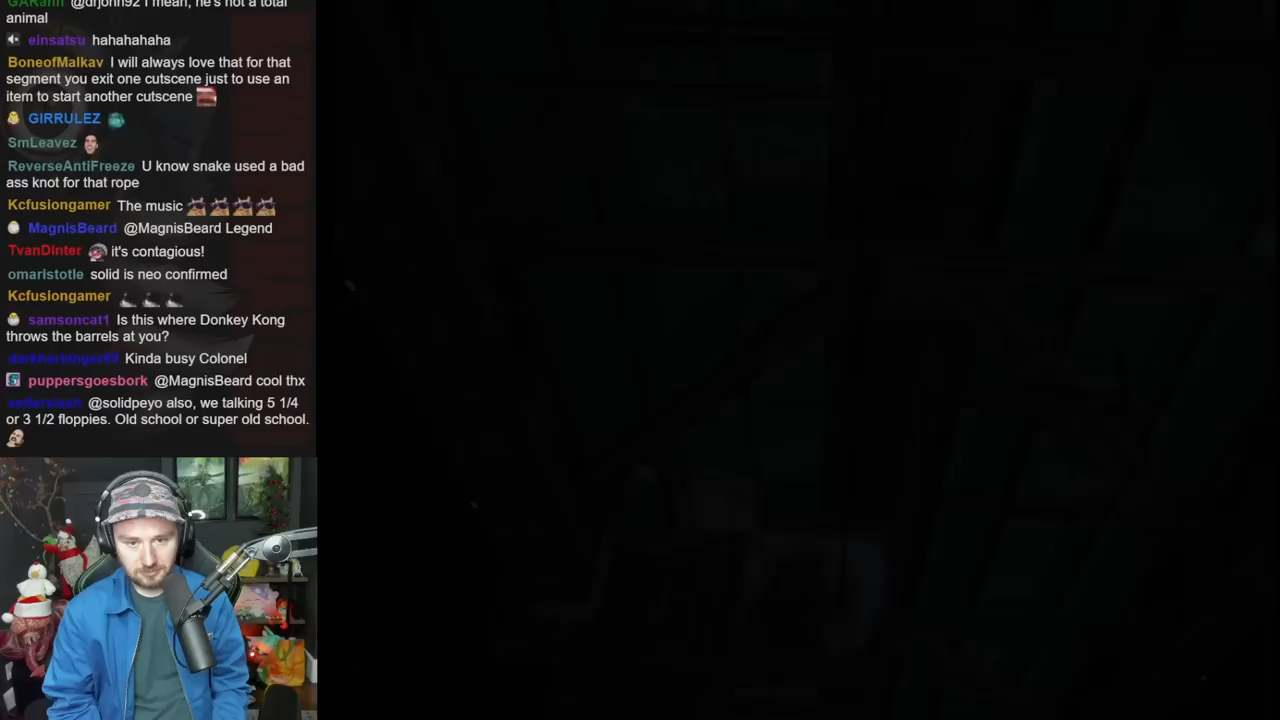 GARahn @drjonn92 I mean, he's not a total
animal
einsatsu hahahahaha
BoneofMalkav I will always love that for that
segment you exit one cutscene just to use an
item to start another cutscene
GIRRULEZ
SmLeavez
ReverseAntiFreeze U know snake used a bad
ass knot for that rope
Kcfusiongamer The music
MagnisBeard @MagnisBeard Legend
TvanDinter it's contagious!
omaristotle solid is neo confirmed
Kcfusiongamer
samsoncat1 Is this where Donkey Kong
throws the barrels at you?
darkharbinger99 Kinda busy Colonel
puppersgoesbork @MagnisBeard cool thx
seiferslash @solidpeyo also, we talking 5 1/4
or 3 1/2 floppies. Old school or super old school.